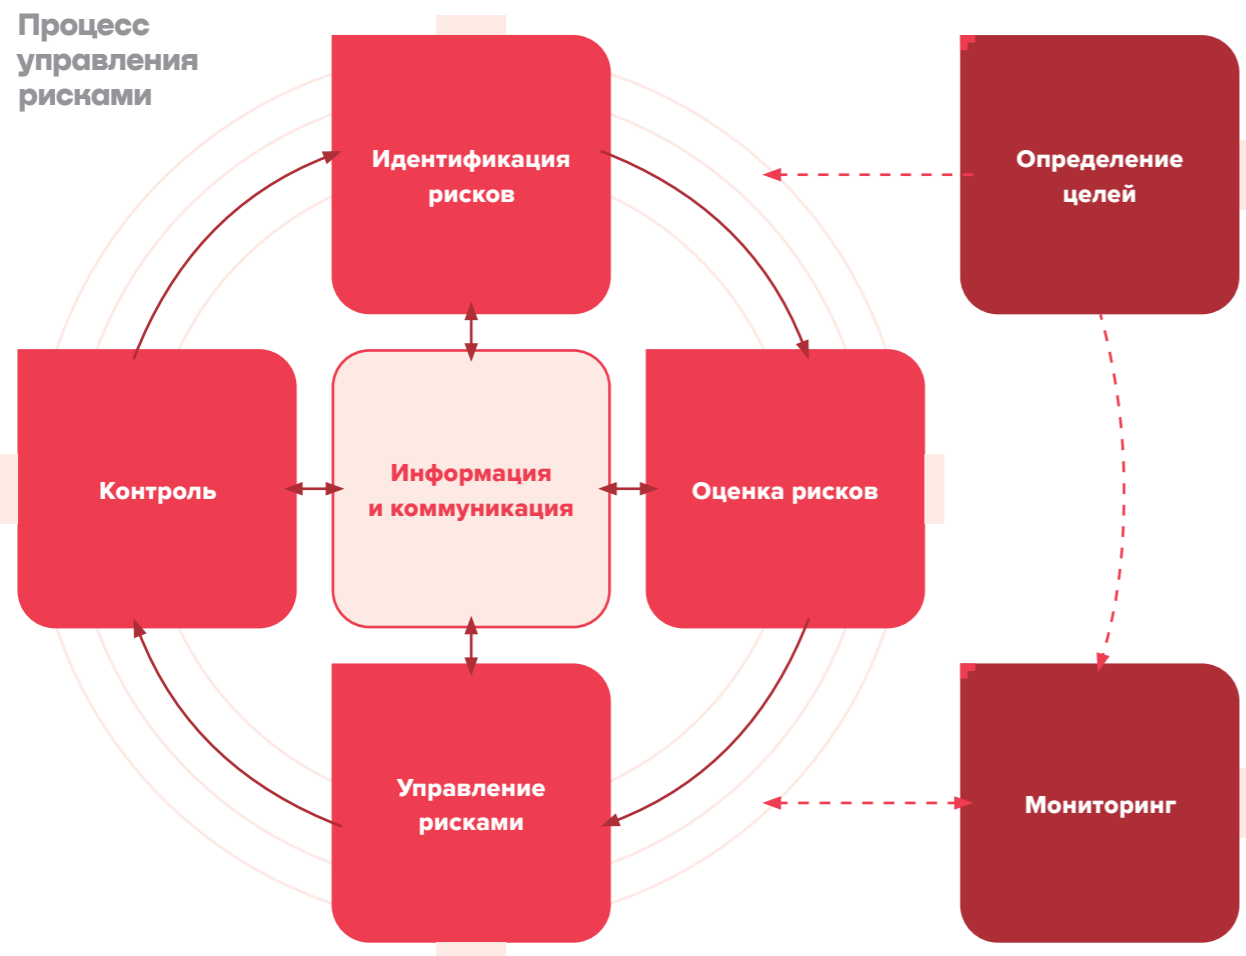 Процесс
управления
рисками
Идентификация
рисков
Определение
целей
Контроль
Информация
и коммуникация
Оценка рисков
Управление
рисками
Мониторинг